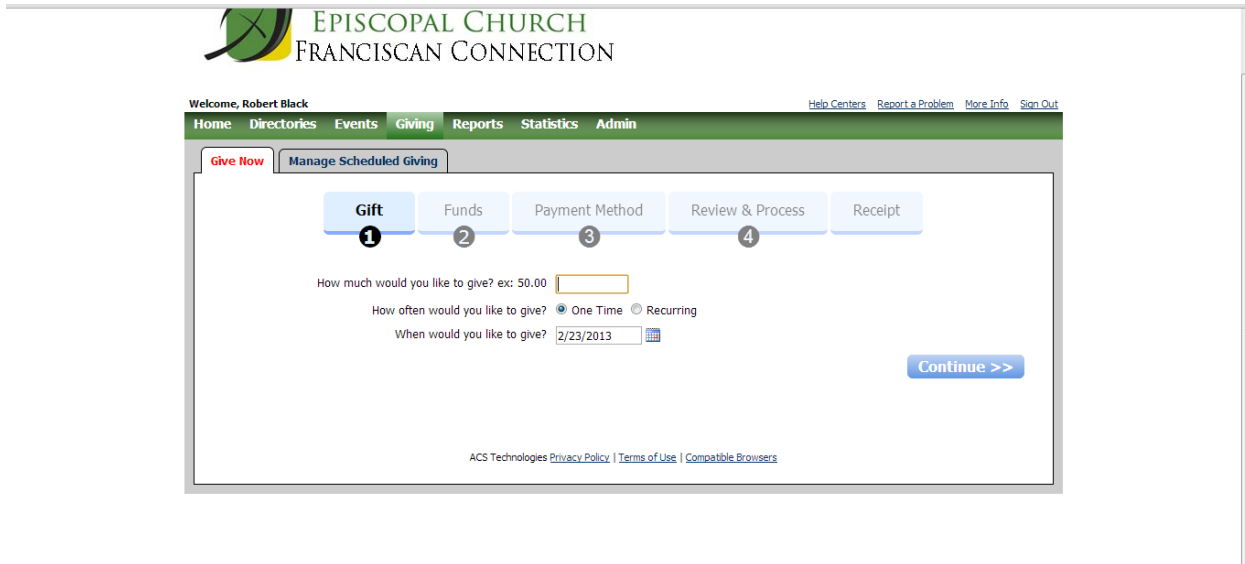 EPISCOPAL CHURCH
FRANCISCAN CONNECTION
Welcome, Robert Black
Help Centers Report a Problem More Info Sign Out
Home Directories Events Giving Reports Statistics Admin
Give Now Manage Scheduled Giving
Gift Funds Payment Method Review & Process Receipt
1 2 3 4
How much would you like to give? ex: 50.00
How often would you like to give? One Time Recurring
When would you like to give? 2/23/2013
Continue >>
ACS Technologies Privacy Policy | Terms of Use | Compatible Browsers